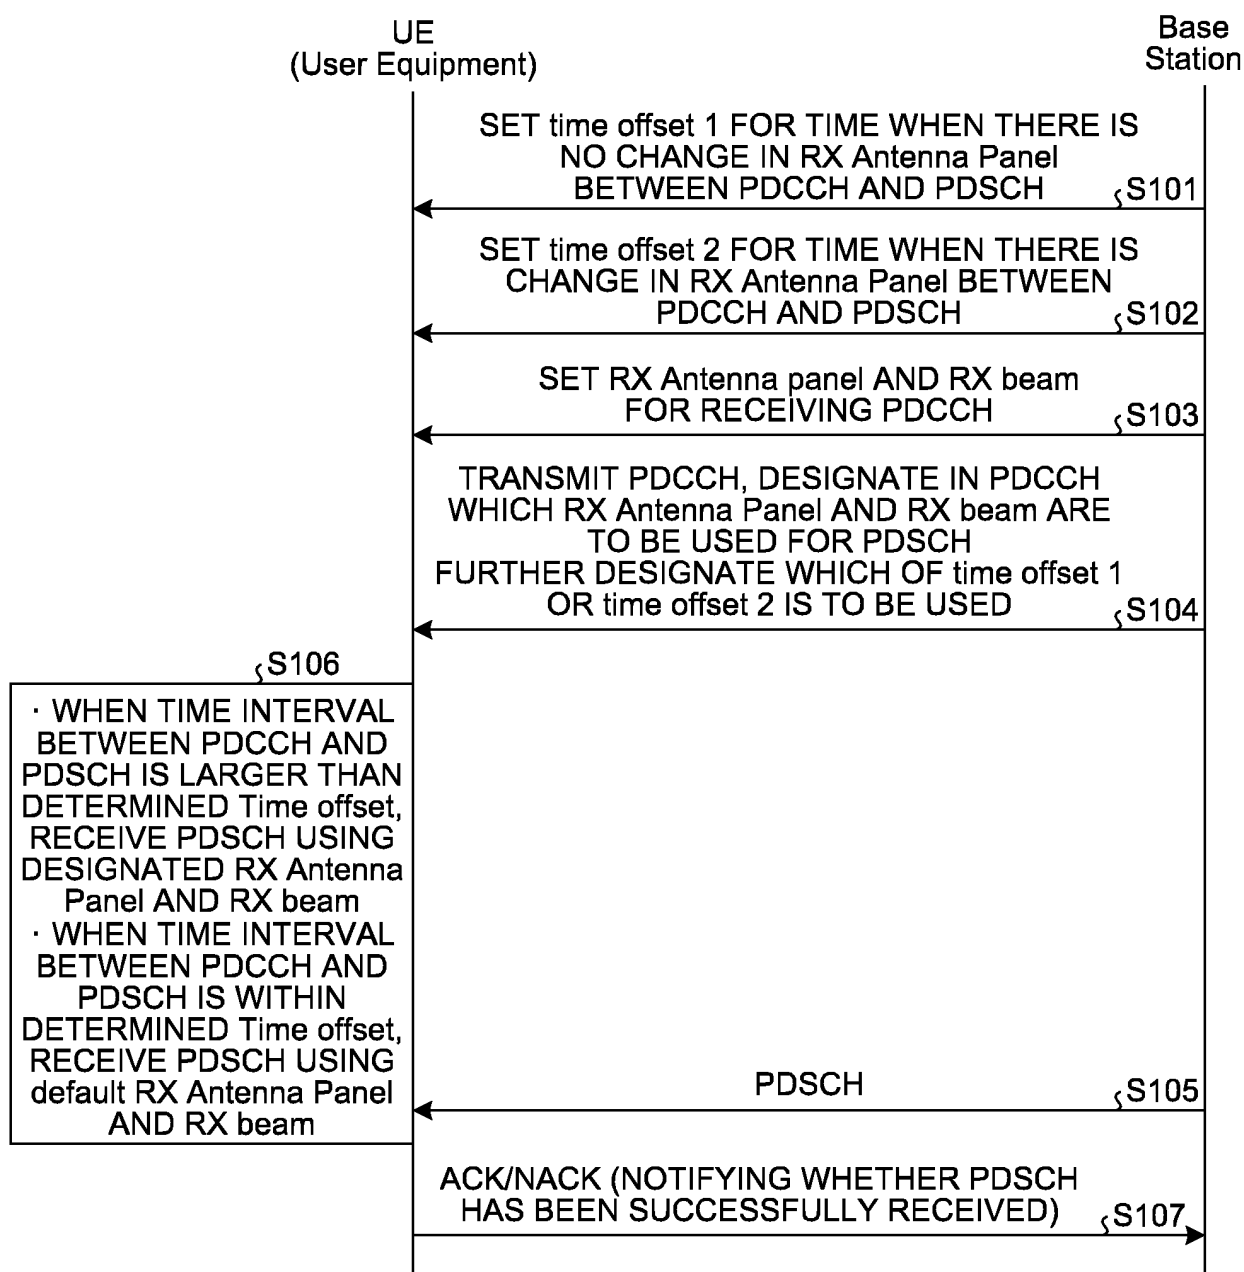 UE
(User Equipment)
Base
Station
SET time offset 1 FOR TIME WHEN THERE IS
NO CHANGE IN RX Antenna Panel
BETWEEN PDCCH AND PDSCH
S101
SET time offset 2 FOR TIME WHEN THERE IS
CHANGE IN RX Antenna Panel BETWEEN
PDCCH AND PDSCH
S102
SET RX Antenna panel AND RX beam
FOR RECEIVING PDCCH
S103
TRANSMIT PDCCH, DESIGNATE IN PDCCH
WHICH RX Antenna Panel AND RX beam ARE
TO BE USED FOR PDSCH
FURTHER DESIGNATE WHICH OF time offset 1
OR time offset 2 IS TO BE USED
S104
S106
· WHEN TIME INTERVAL
BETWEEN PDCCH AND
PDSCH IS LARGER THAN
DETERMINED Time offset,
RECEIVE PDSCH USING
DESIGNATED RX Antenna
Panel AND RX beam
· WHEN TIME INTERVAL
BETWEEN PDCCH AND
PDSCH IS WITHIN
DETERMINED Time offset,
RECEIVE PDSCH USING
default RX Antenna Panel
AND RX beam
PDSCH
S105
ACK/NACK (NOTIFYING WHETHER PDSCH
HAS BEEN SUCCESSFULLY RECEIVED)
S107